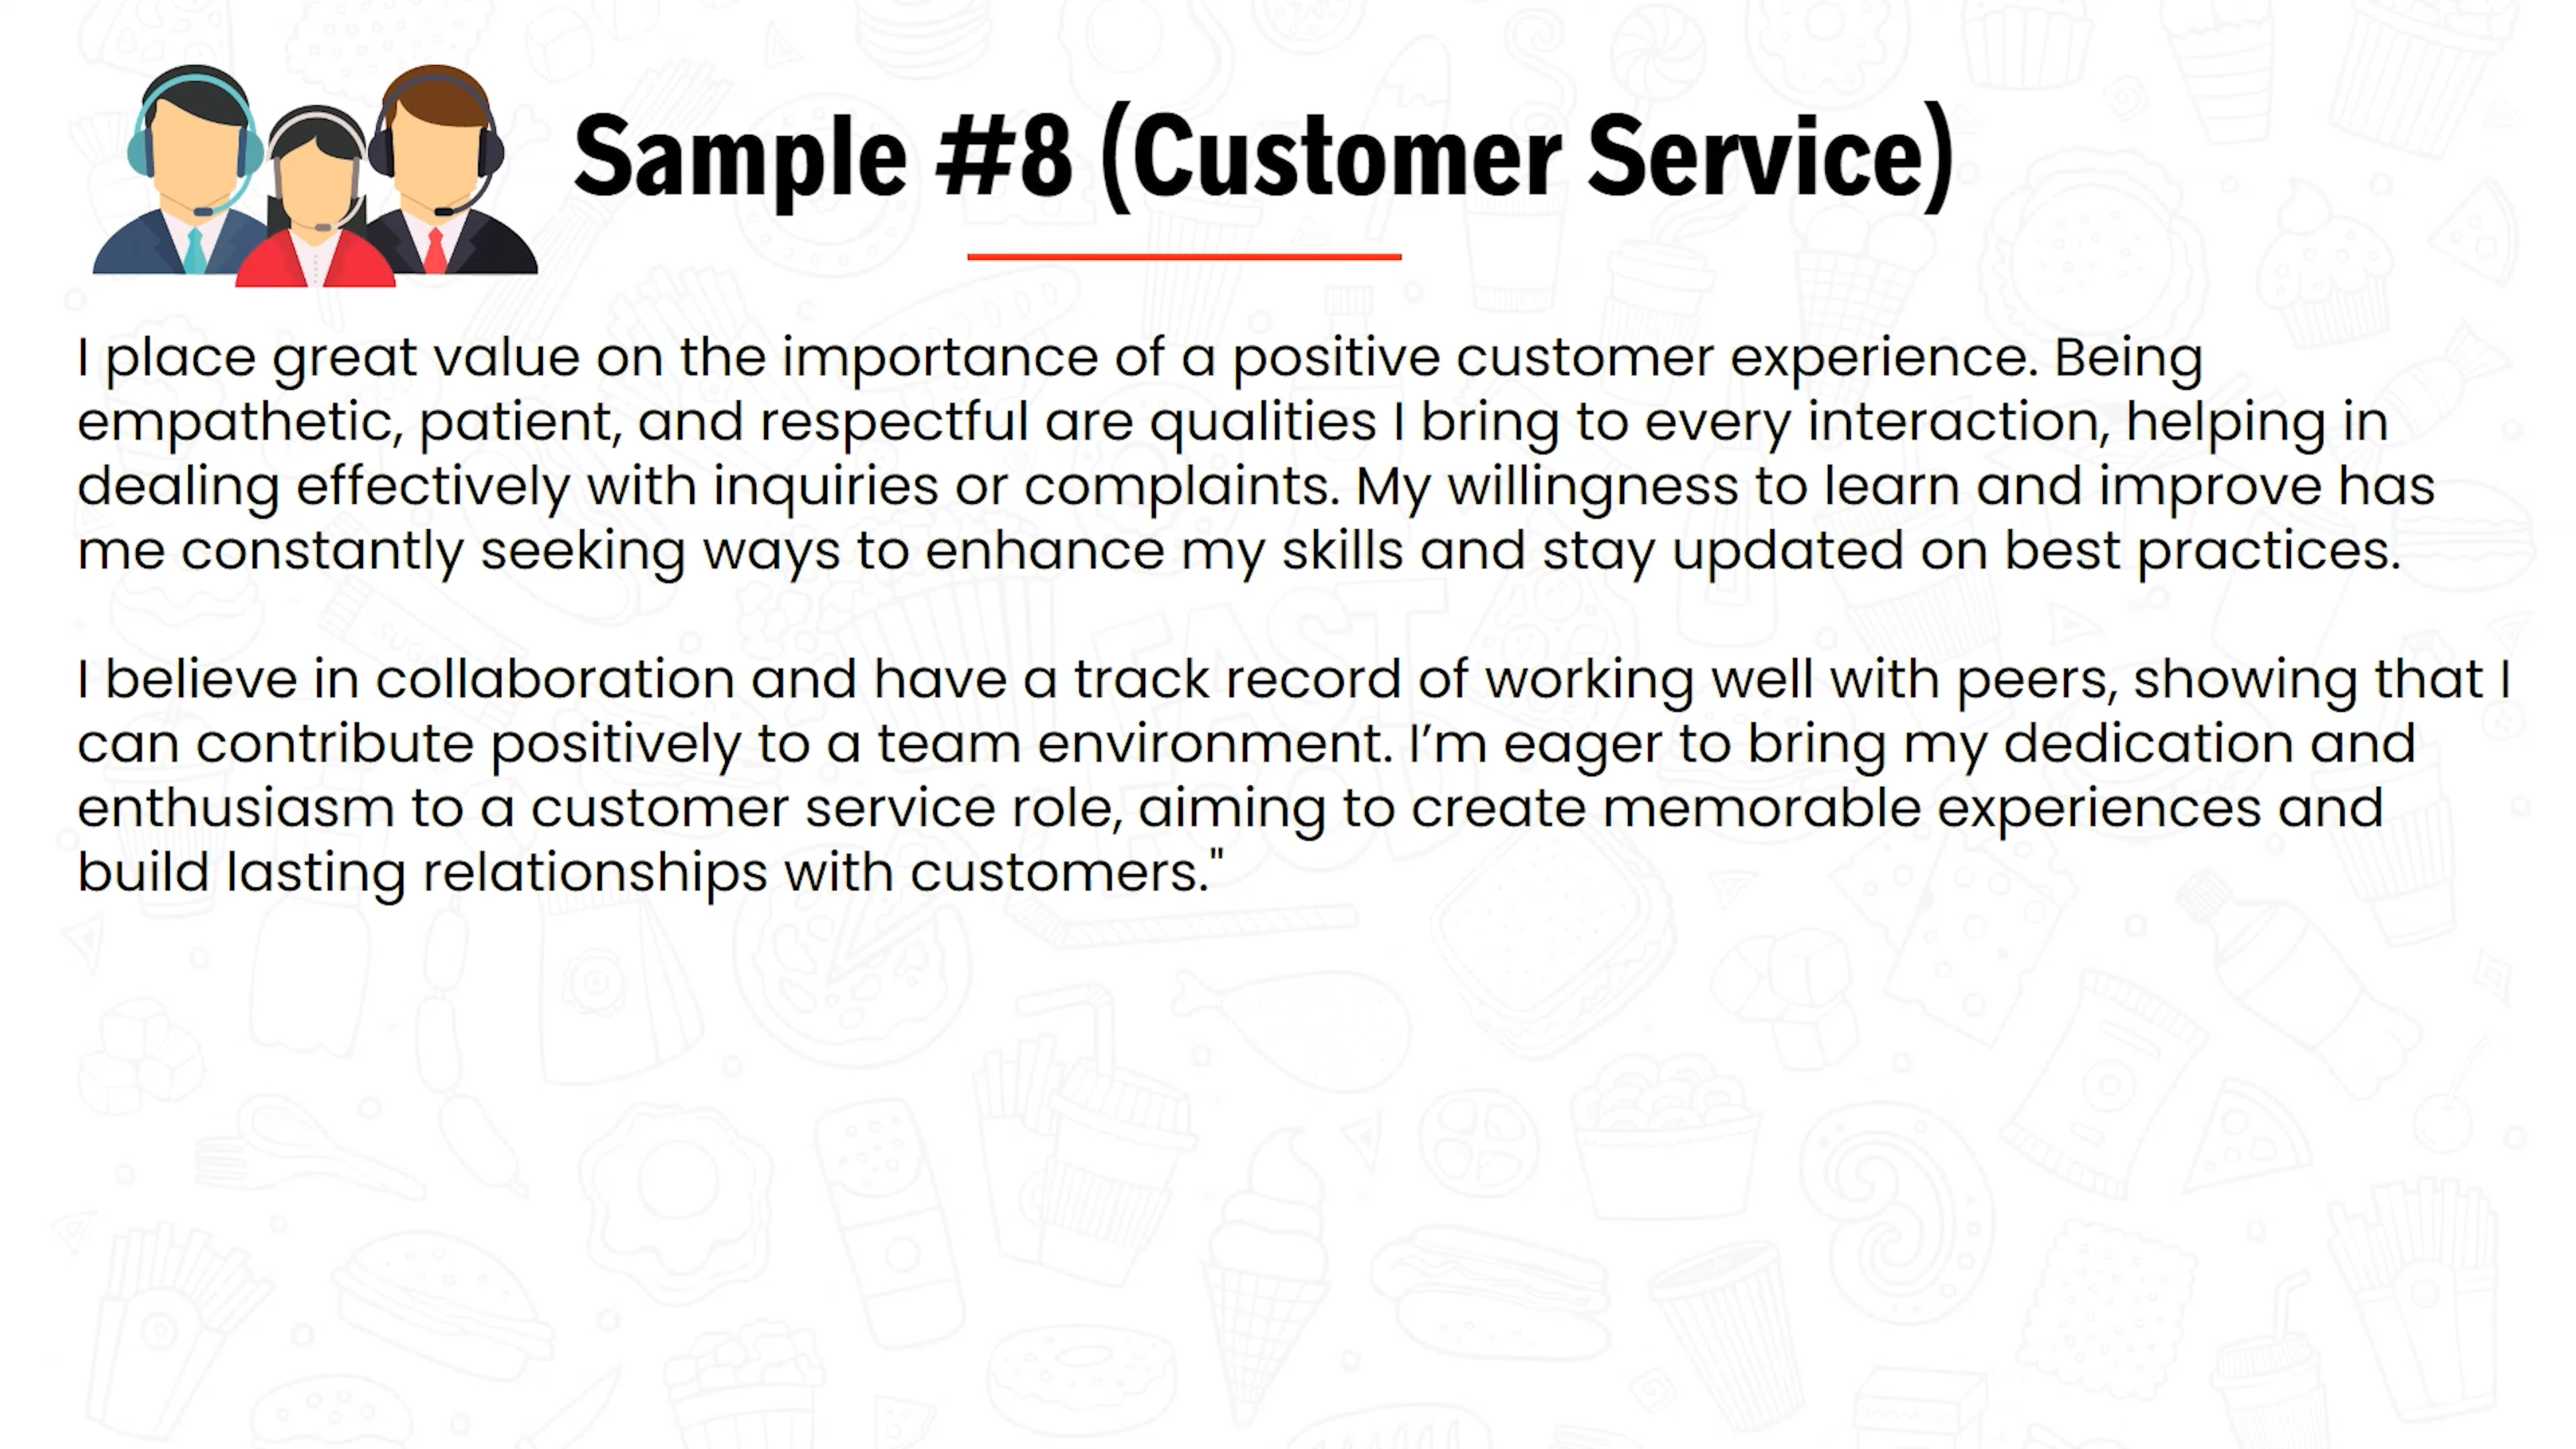 Sample #8 (Customer Service)
I place great value on the importance of a positive customer experience. Being
empathetic, patient, and respectful are qualities I bring to every interaction, helping in
dealing effectively with inquiries or complaints. My willingness to learn and improve has
me constantly seeking ways to enhance my skills and stay updated on best practices.
I believe in collaboration and have a track record of working well with peers, showing that I
can contribute positively to a team environment. I’m eager to bring my dedication and
enthusiasm to a customer service role, aiming to create memorable experiences and
build lasting relationships with customers."
SUGAR
FAST
FOOD